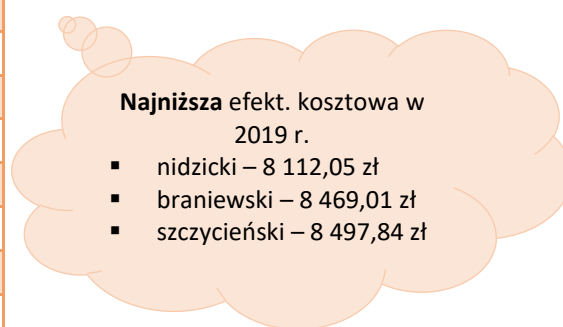 Najniższa efekt. kosztowa w
2019 r.
▪ nidzicki – 8 112,05 zł
▪ braniewski – 8 469,01 zł
▪ szczycieński – 8 497,84 zł